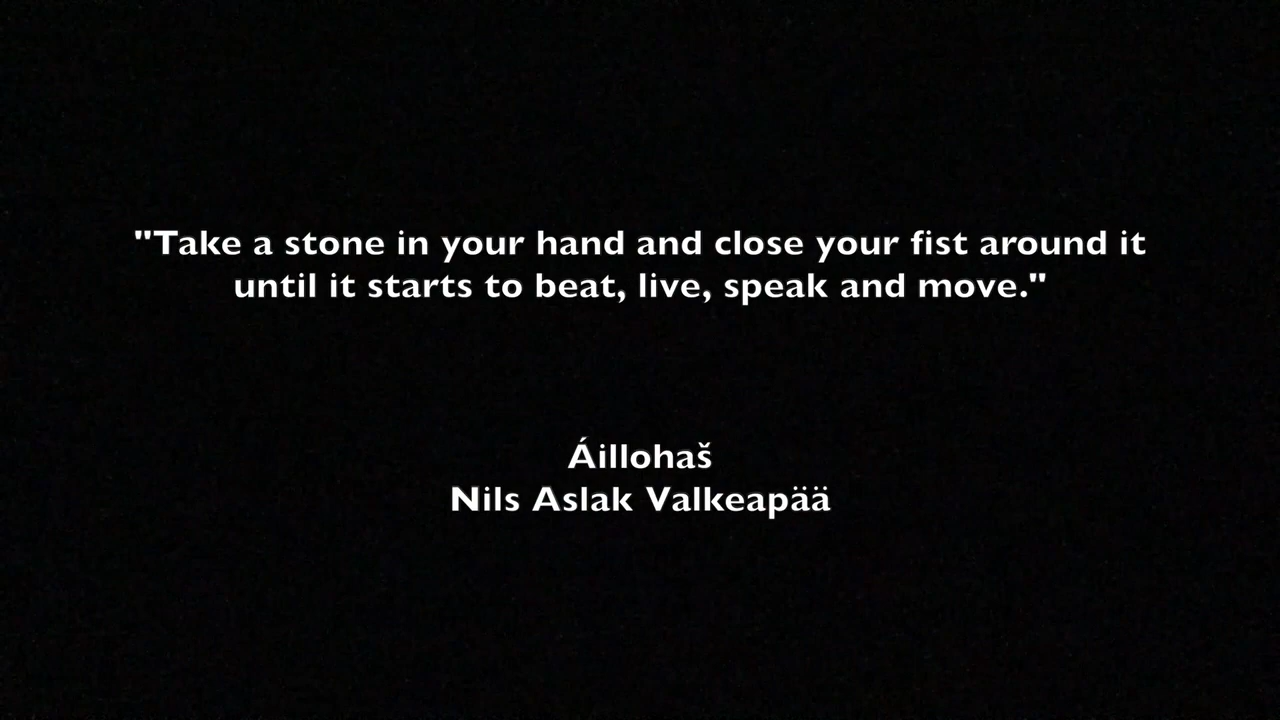 "Take a stone in your hand and close your fist around it
until it starts to beat, live, speak and move."
Áillohaš
Nils Aslak Valkeapää